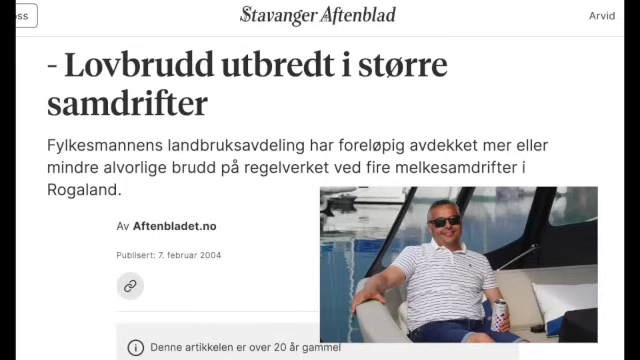 oss
Stavanger Aftenblad
Arvid
- Lovbrudd utbredt i større
samdrifter
Fylkesmannens landbruksavdeling har foreløpig avdekket mer eller
mindre alvorlige brudd på regelverket ved fire melkesamdrifter i
Rogaland.
Av Aftenbladet.no
Publisert: 7. februar 2004
Denne artikkelen er over 20 år gammel